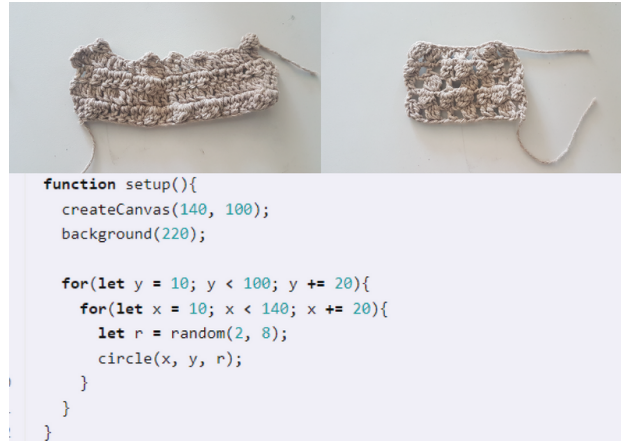 function setup(){
createCanvas(140, 100);
background(220);
for(let y = 10; y < 100; y += 20){
for(let x = 10; x < 140; x += 20){
let r = random(2, 8);
circle(x, y, r);
}
}
}